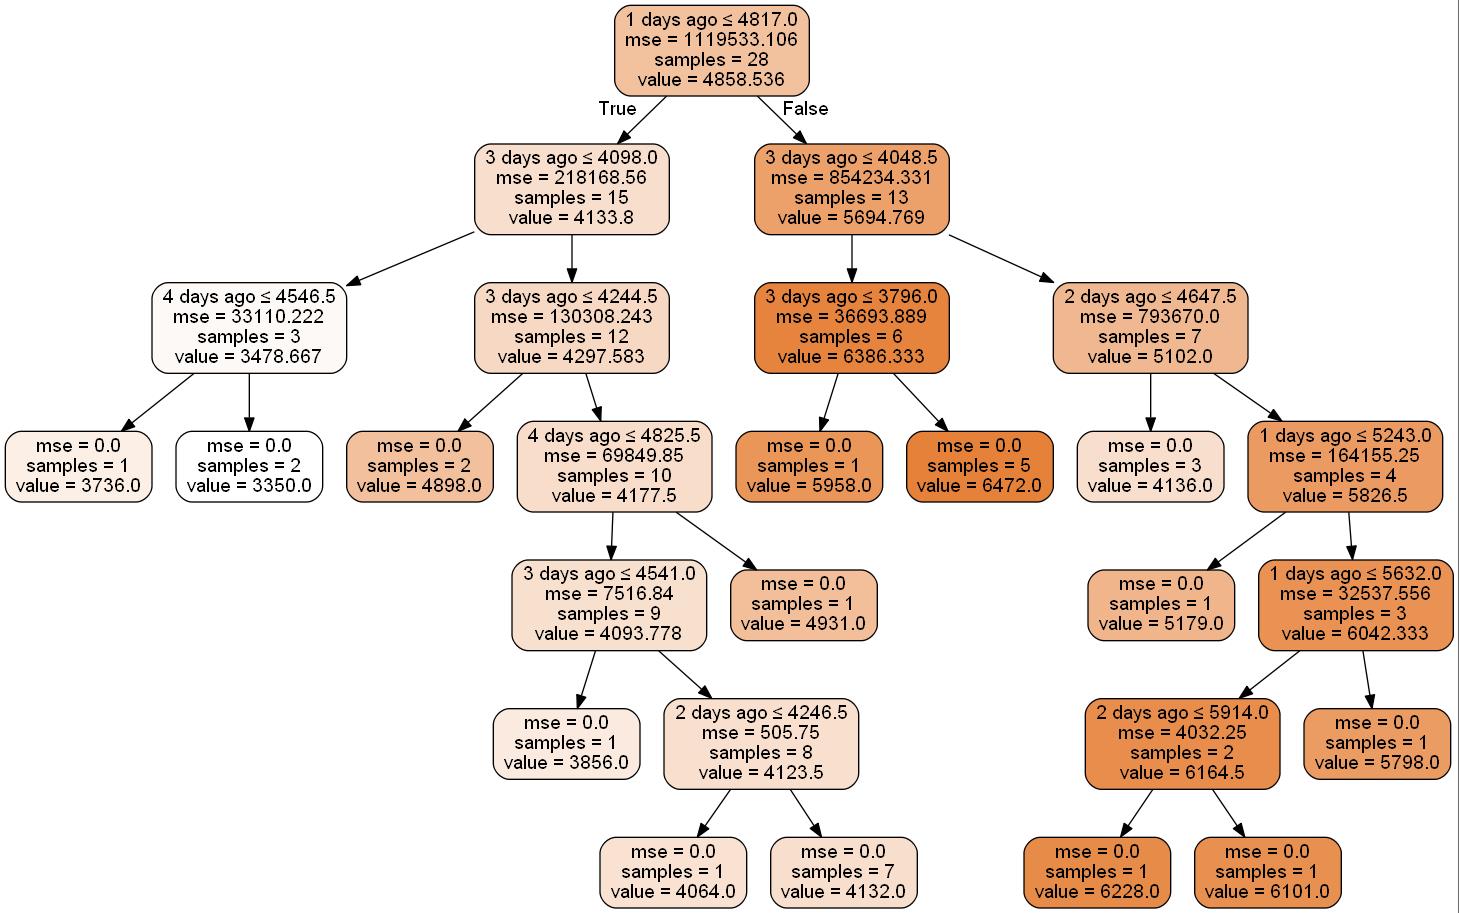 1 days ago ≤ 4817.0
mse = 1119533.106
samples = 28
value = 4858.536
True
False
3 days ago ≤ 4098.0
mse = 218168.56
samples = 15
value = 4133.8
3 days ago ≤ 4048.5
mse = 854234.331
samples = 13
value = 5694.769
4 days ago ≤ 4546.5
mse = 33110.222
samples = 3
value = 3478.667
3 days ago ≤ 4244.5
mse = 130308.243
samples = 12
value = 4297.583
3 days ago ≤ 3796.0
mse = 36693.889
samples = 6
value = 6386.333
2 days ago ≤ 4647.5
mse = 793670.0
samples = 7
value = 5102.0
mse = 0.0
samples = 1
value = 3736.0
mse = 0.0
samples = 2
value = 3350.0
mse = 0.0
samples = 2
value = 4898.0
4 days ago ≤ 4825.5
mse = 69849.85
samples = 10
value = 4177.5
mse = 0.0
samples = 1
value = 5958.0
mse = 0.0
samples = 5
value = 6472.0
mse = 0.0
samples = 3
value = 4136.0
1 days ago ≤ 5243.0
mse = 164155.25
samples = 4
value = 5826.5
3 days ago ≤ 4541.0
mse = 7516.84
samples = 9
value = 4093.778
mse = 0.0
samples = 1
value = 4931.0
mse = 0.0
samples = 1
value = 5179.0
1 days ago ≤ 5632.0
mse = 32537.556
samples = 3
value = 6042.333
mse = 0.0
samples = 1
value = 3856.0
2 days ago ≤ 4246.5
mse = 505.75
samples = 8
value = 4123.5
2 days ago ≤ 5914.0
mse = 4032.25
samples = 2
value = 6164.5
mse = 0.0
samples = 1
value = 5798.0
mse = 0.0
samples = 1
value = 4064.0
mse = 0.0
samples = 7
value = 4132.0
mse = 0.0
samples = 1
value = 6228.0
mse = 0.0
samples = 1
value = 6101.0